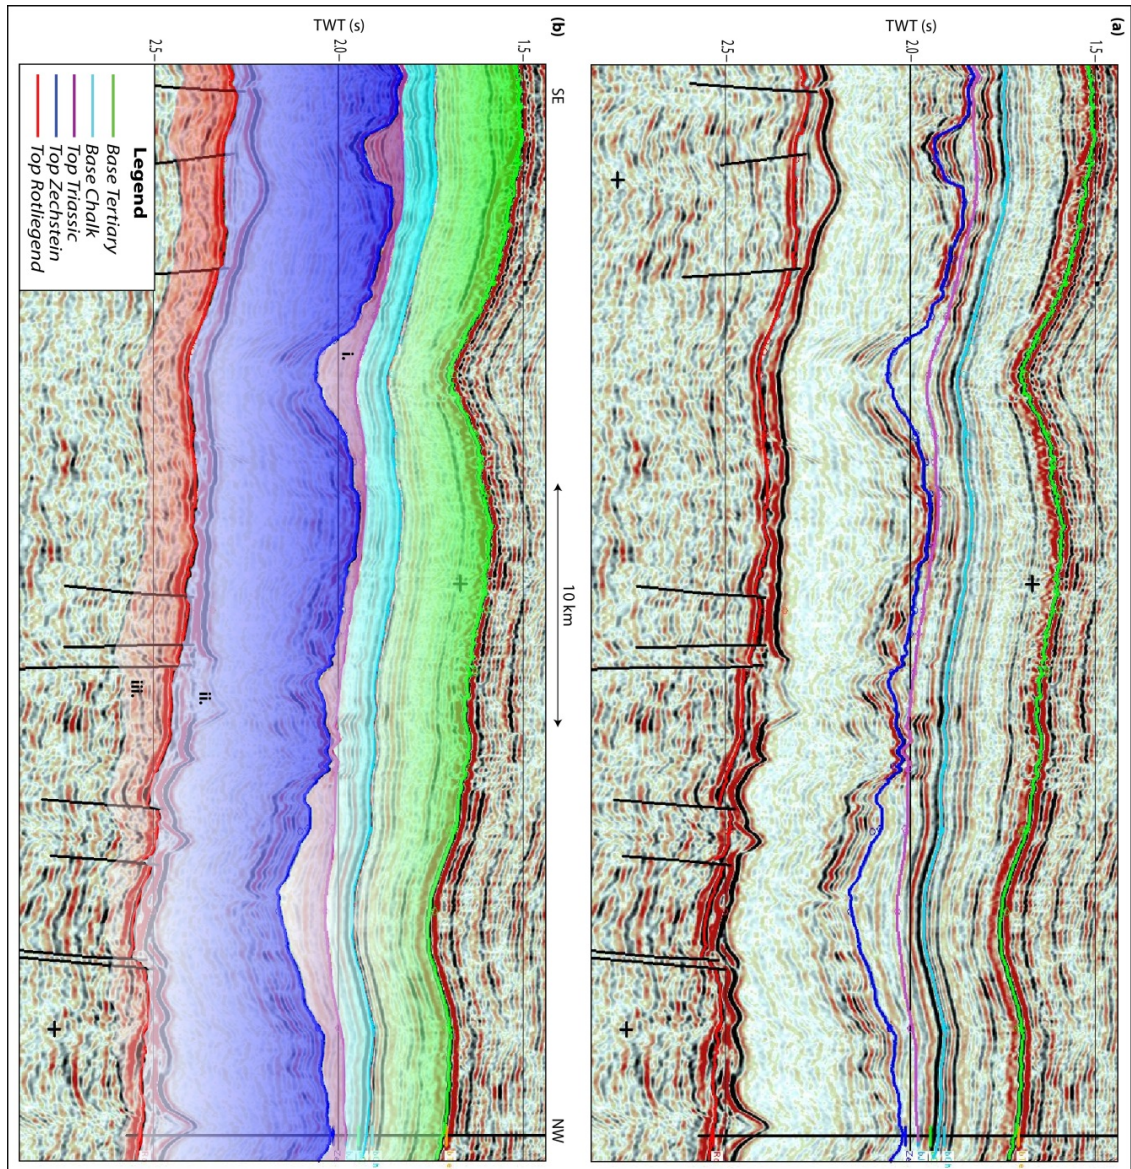 (a)
TWT (s)
1.5
2.0
2.5
(b)
TWT (s)
1.5
2.0
2.5
SE
10 km
NW
i.
ii.
iii.
Legend
Base Tertiary
Base Chalk
Top Triassic
Top Zechstein
Top Rotliegend